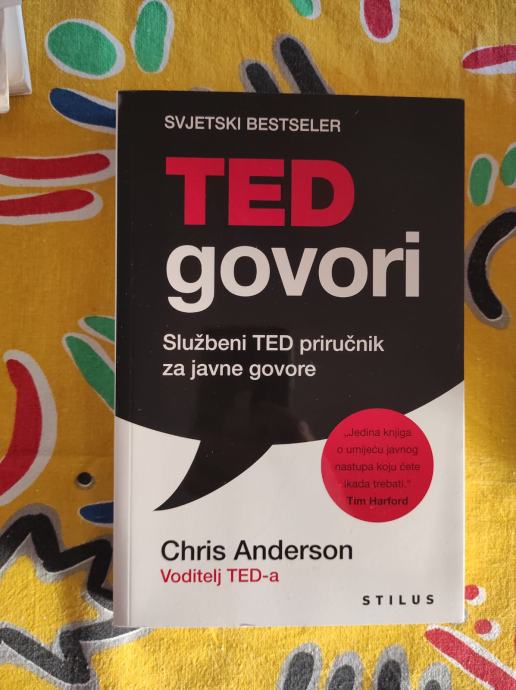 SVJETSKI BESTSELER
TED
govori
Službeni TED priručnik
za javne govore
„Jedina knjiga
o umijeću javnog
nastupa koju ćete
ikada trebati.“
Tim Harford
Chris Anderson
Voditelj TED-a
STILUS